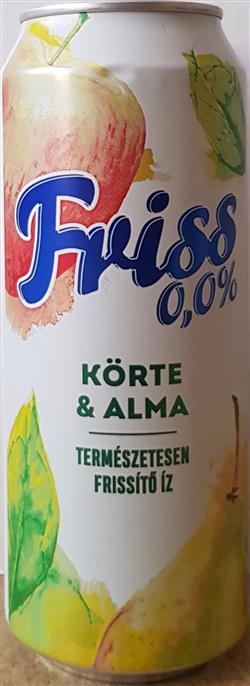 Friss
0,0%
KÖRTE
& ALMA
TERMÉSZETESEN
FRISSÍTŐ ÍZ